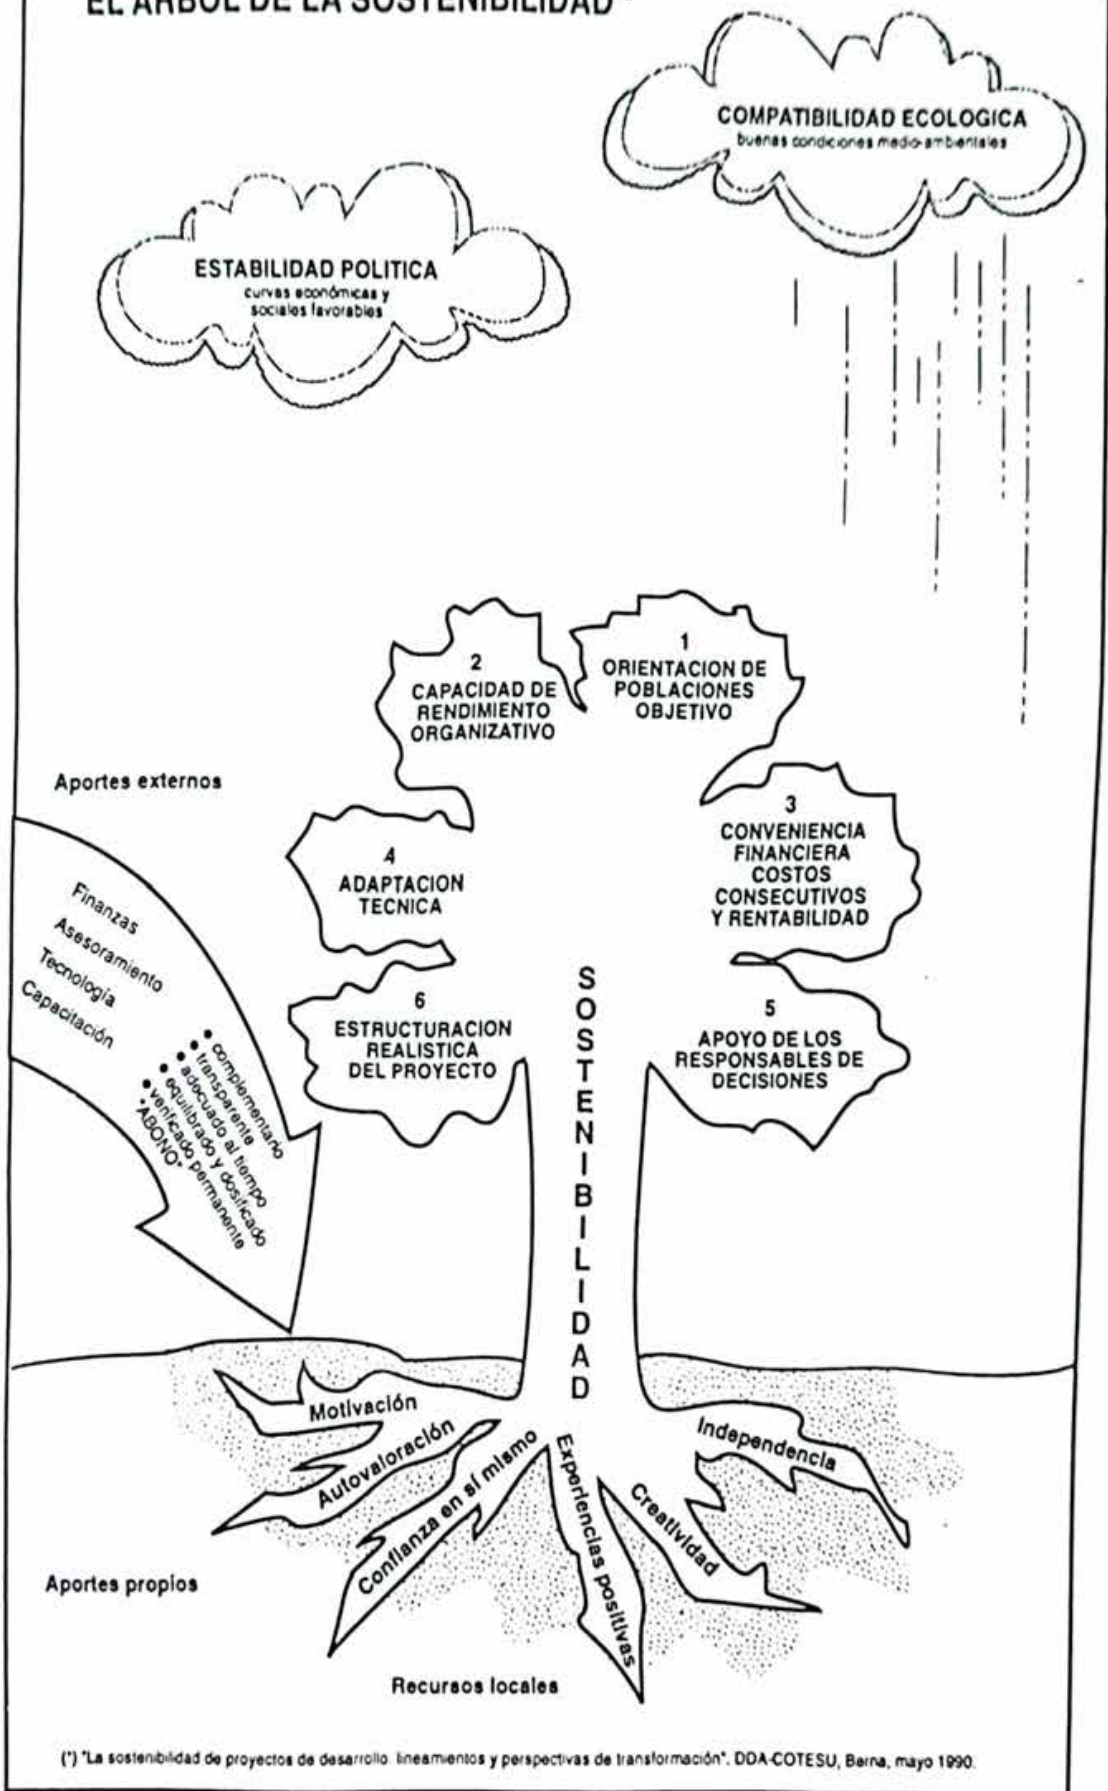 EL ARBOL DE LA SOSTENIBILIDAD *
COMPATIBILIDAD ECOLOGICA
buenas condiciones medio-ambientales
ESTABILIDAD POLITICA
curvas económicas y
sociales favorables
1
ORIENTACION DE
POBLACIONES
OBJETIVO
2
CAPACIDAD DE
RENDIMIENTO
ORGANIZATIVO
3
CONVENIENCIA
FINANCIERA
COSTOS
CONSECUTIVOS
Y RENTABILIDAD
4
ADAPTACION
TECNICA
5
APOYO DE LOS
RESPONSABLES DE
DECISIONES
6
ESTRUCTURACION
REALISTICA
DEL PROYECTO
Aportes externos
Finanzas
Asesoramiento
Tecnología
Capacitación
• complementario
• transparente
• adecuado al tiempo
• equilibrado y dosificado
• verificado permanente
"ABONO"
SOSTENIBILIDAD
Motivación
Autovaloración
Confianza en sí mismo
Experiencias positivas
Creatividad
Independencia
Aportes propios
Recursos locales
(*) "La sostenibilidad de proyectos de desarrollo. lineamientos y perspectivas de transformación". DDA-COTESU, Berna, mayo 1990.